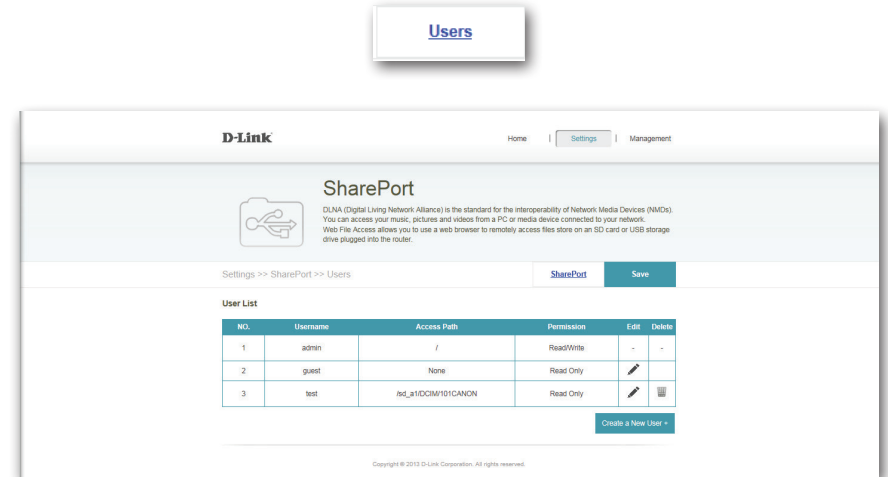 Users
D-Link
Home | Settings | Management
SharePort
DLNA (Digital Living Network Alliance) is the standard for the interoperability of Network Media Devices (NMDs).
You can access your music, pictures and videos from a PC or media device connected to your network.
Web File Access allows you to use a web browser to remotely access files store on an SD card or USB storage
drive plugged into the router.
Settings >> SharePort >> Users
SharePort
Save
User List
NO. Username Access Path Permission Edit Delete
1 admin / Read/Write - -
2 guest None Read Only
3 test /sd_a1/DCIM/101CANON Read Only
Create a New User +
Copyright © 2013 D-Link Corporation. All rights reserved.